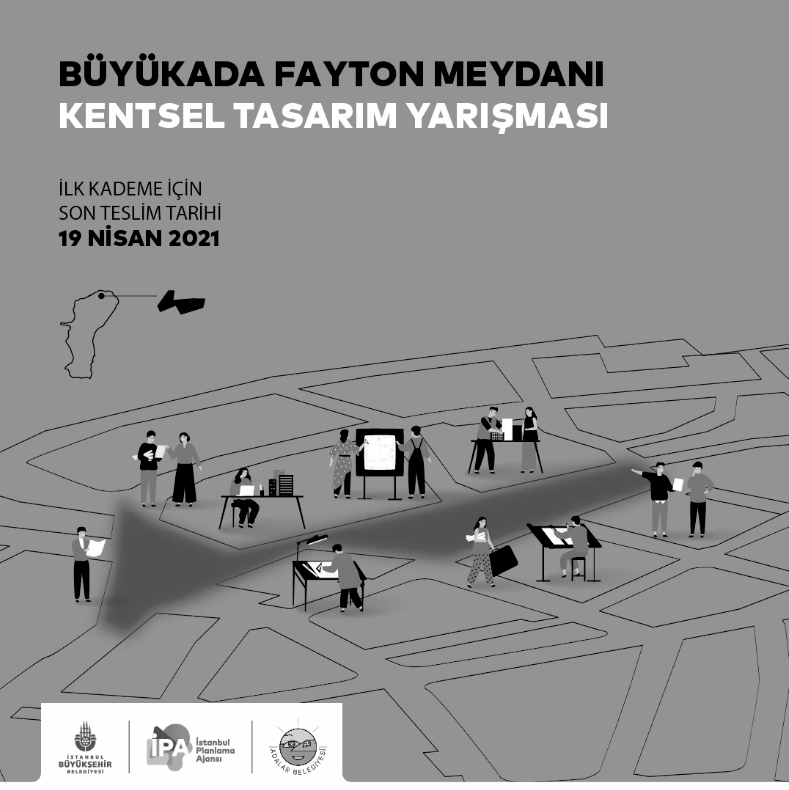 BÜYÜKADA FAYTON MEYDANI
KENTSEL TASARIM YARIŞMASI
İLK KADEME İÇİN
SON TESLİM TARİHİ
19 NİSAN 2021
İSTANBUL
BÜYÜKŞEHİR
BELEDİYESİ
İPA
İstanbul
Planlama
Ajansı
ADALAR BELEDİYESİ